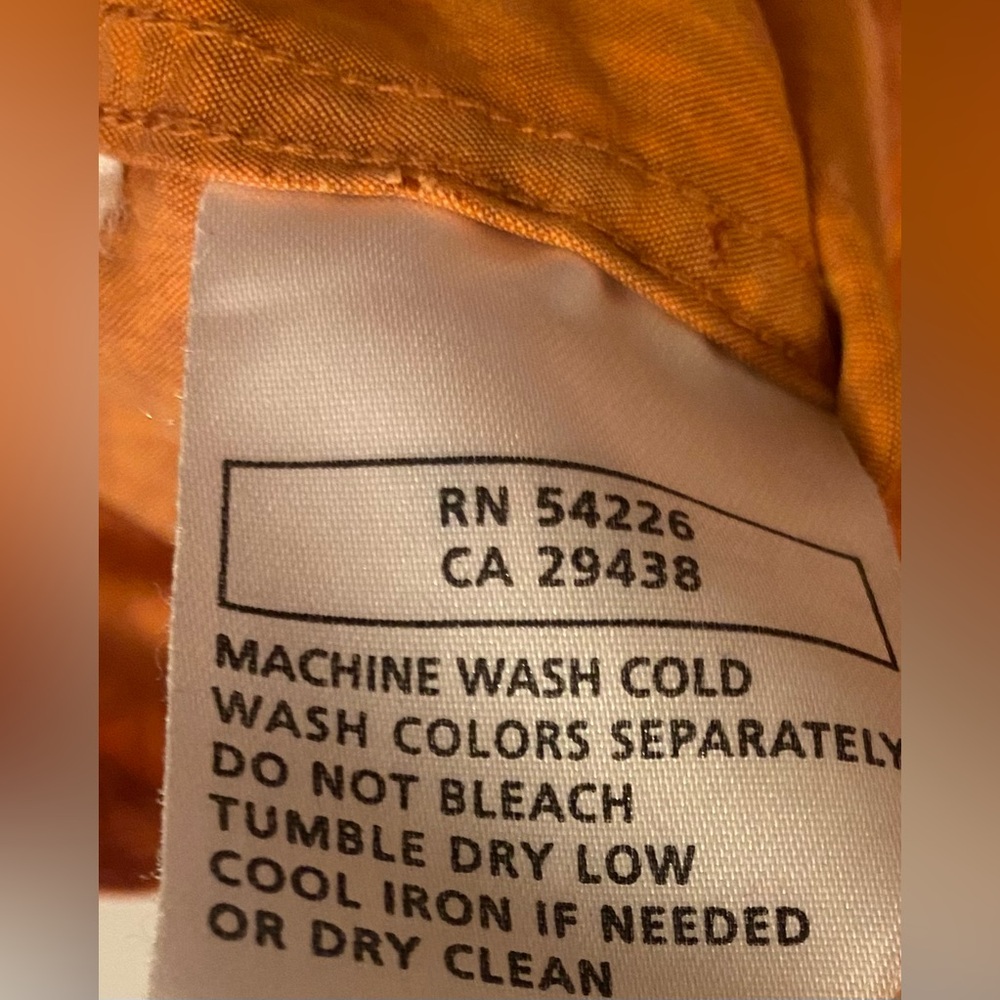 RN 54226
CA 29438
MACHINE WASH COLD
WASH COLORS SEPARATELY
DO NOT BLEACH
TUMBLE DRY LOW
COOL IRON IF NEEDED
OR DRY CLEAN